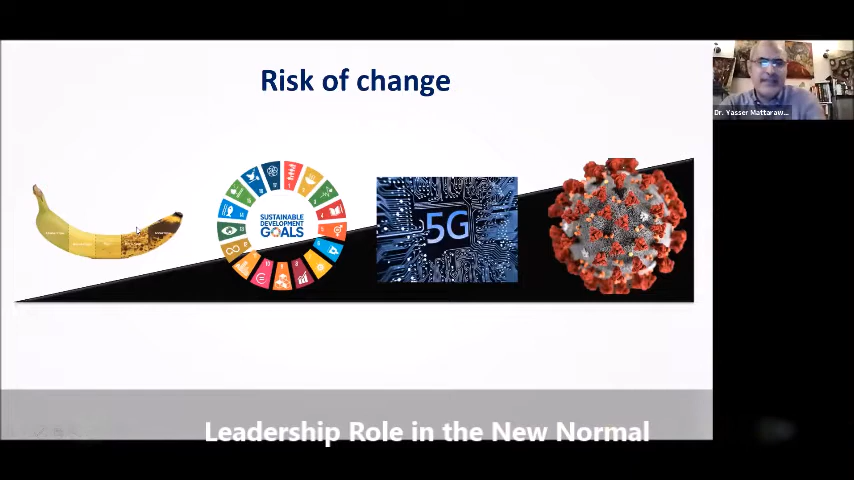 Risk of change
Dr. Yasser Mattaraw...
SUSTAINABLE
DEVELOPMENT
GOALS
5G
Leadership Role in the New Normal